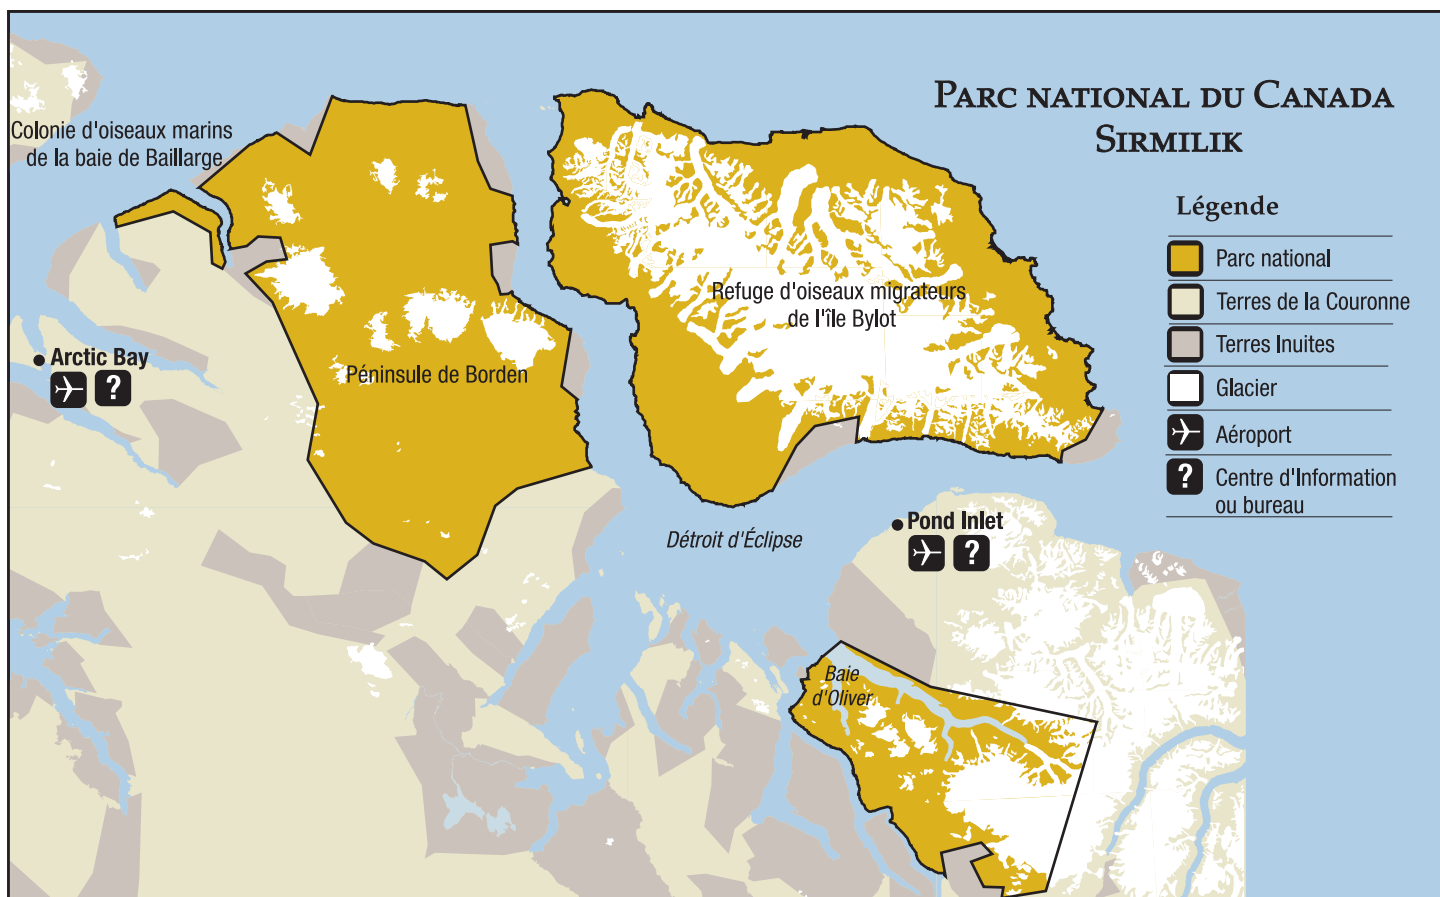 PARC NATIONAL DU CANADA
SIRMILIK
Colonie d'oiseaux marins
de la baie de Baillarge
Légende
Parc national
Terres de la Couronne
Terres Inuites
Glacier
Aéroport
? Centre d'Information
ou bureau
Refuge d'oiseaux migrateurs
de l'île Bylot
Arctic Bay
?
Péninsule de Borden
Détroit d'Éclipse
Pond Inlet
?
Baie
d'Oliver